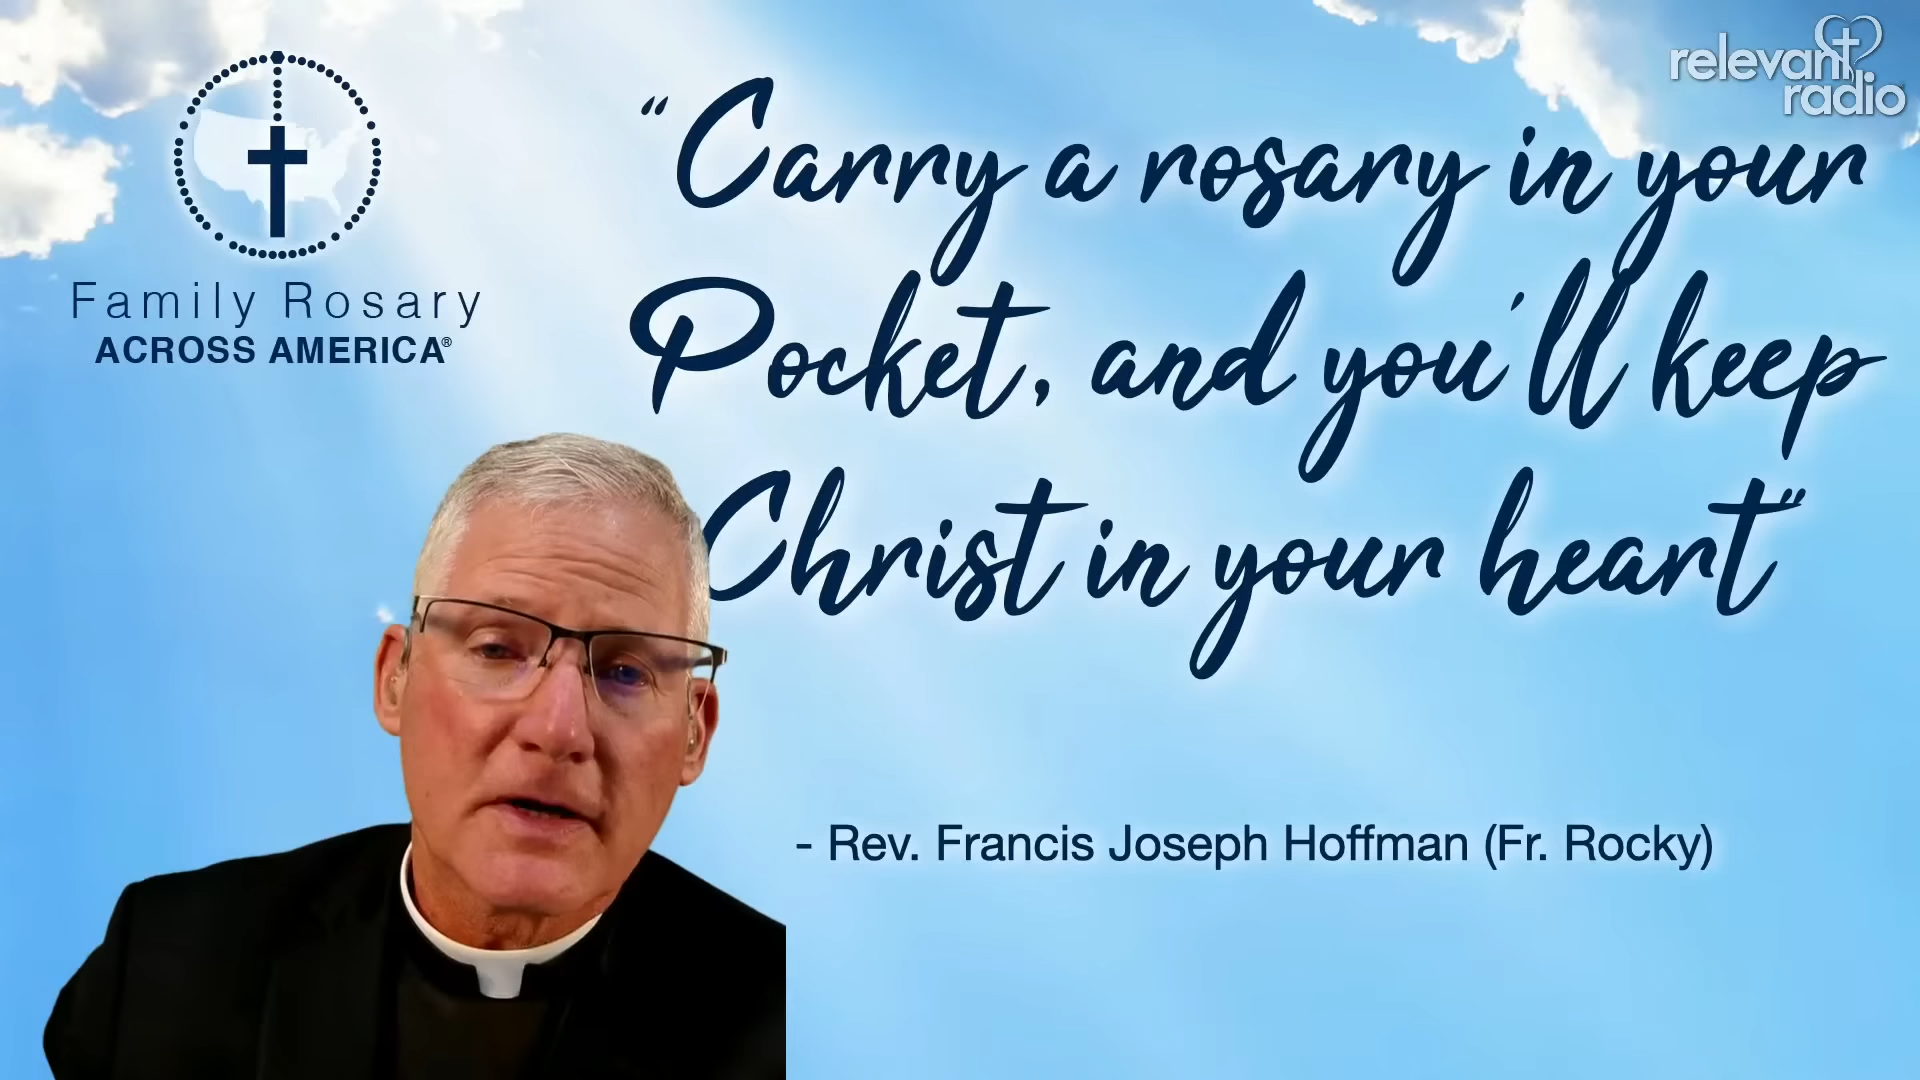 relevant
radio
Family Rosary
ACROSS AMERICA®
“Carry a rosary in your
Pocket, and you’ll keep
Christ in your heart“
- Rev. Francis Joseph Hoffman (Fr. Rocky)